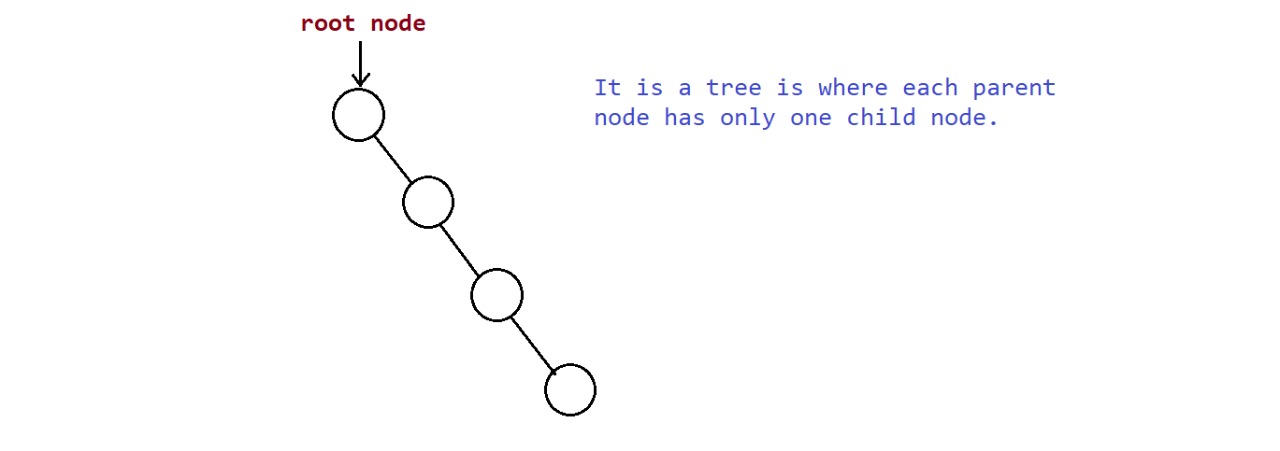 root node
It is a tree is where each parent
node has only one child node.